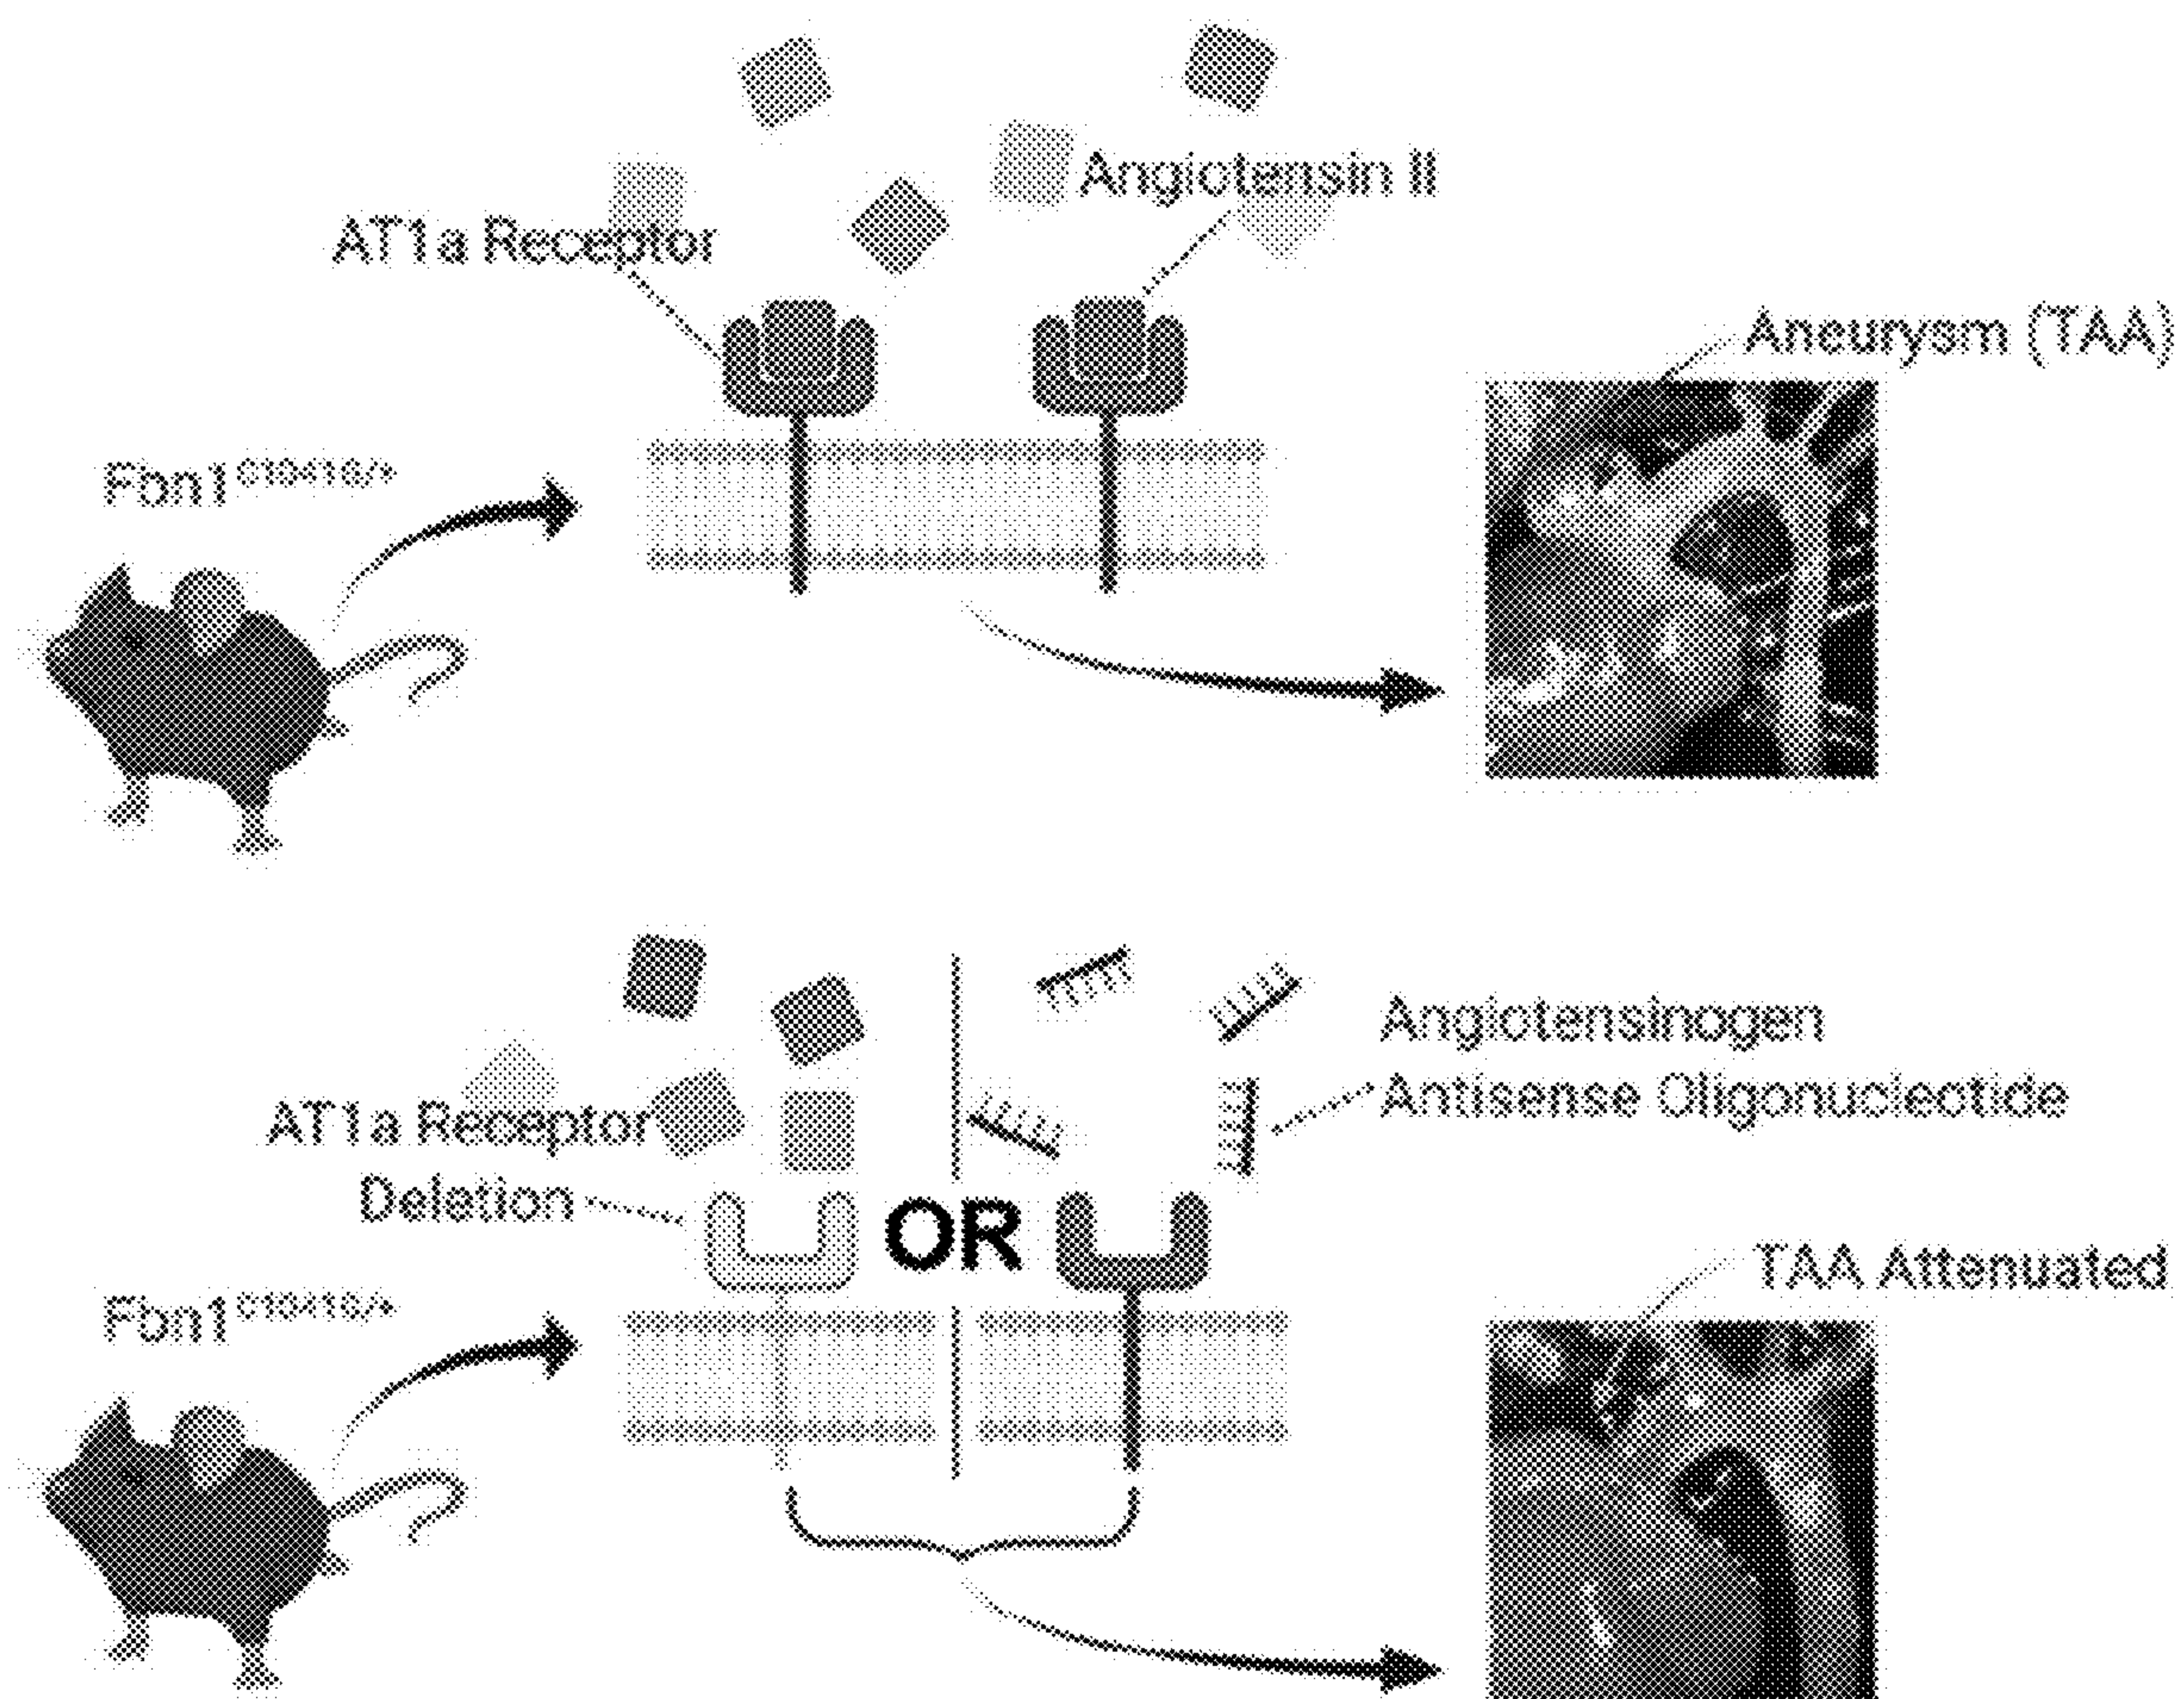 Angiotensin II
AT1a Receptor
Aneurysm (TAA)
Fbn1C1041G/+
Angiotensinogen
Antisense Oligonucleotide
AT1a Receptor
Deletion
OR
TAA Attenuated
Fbn1C1041G/+